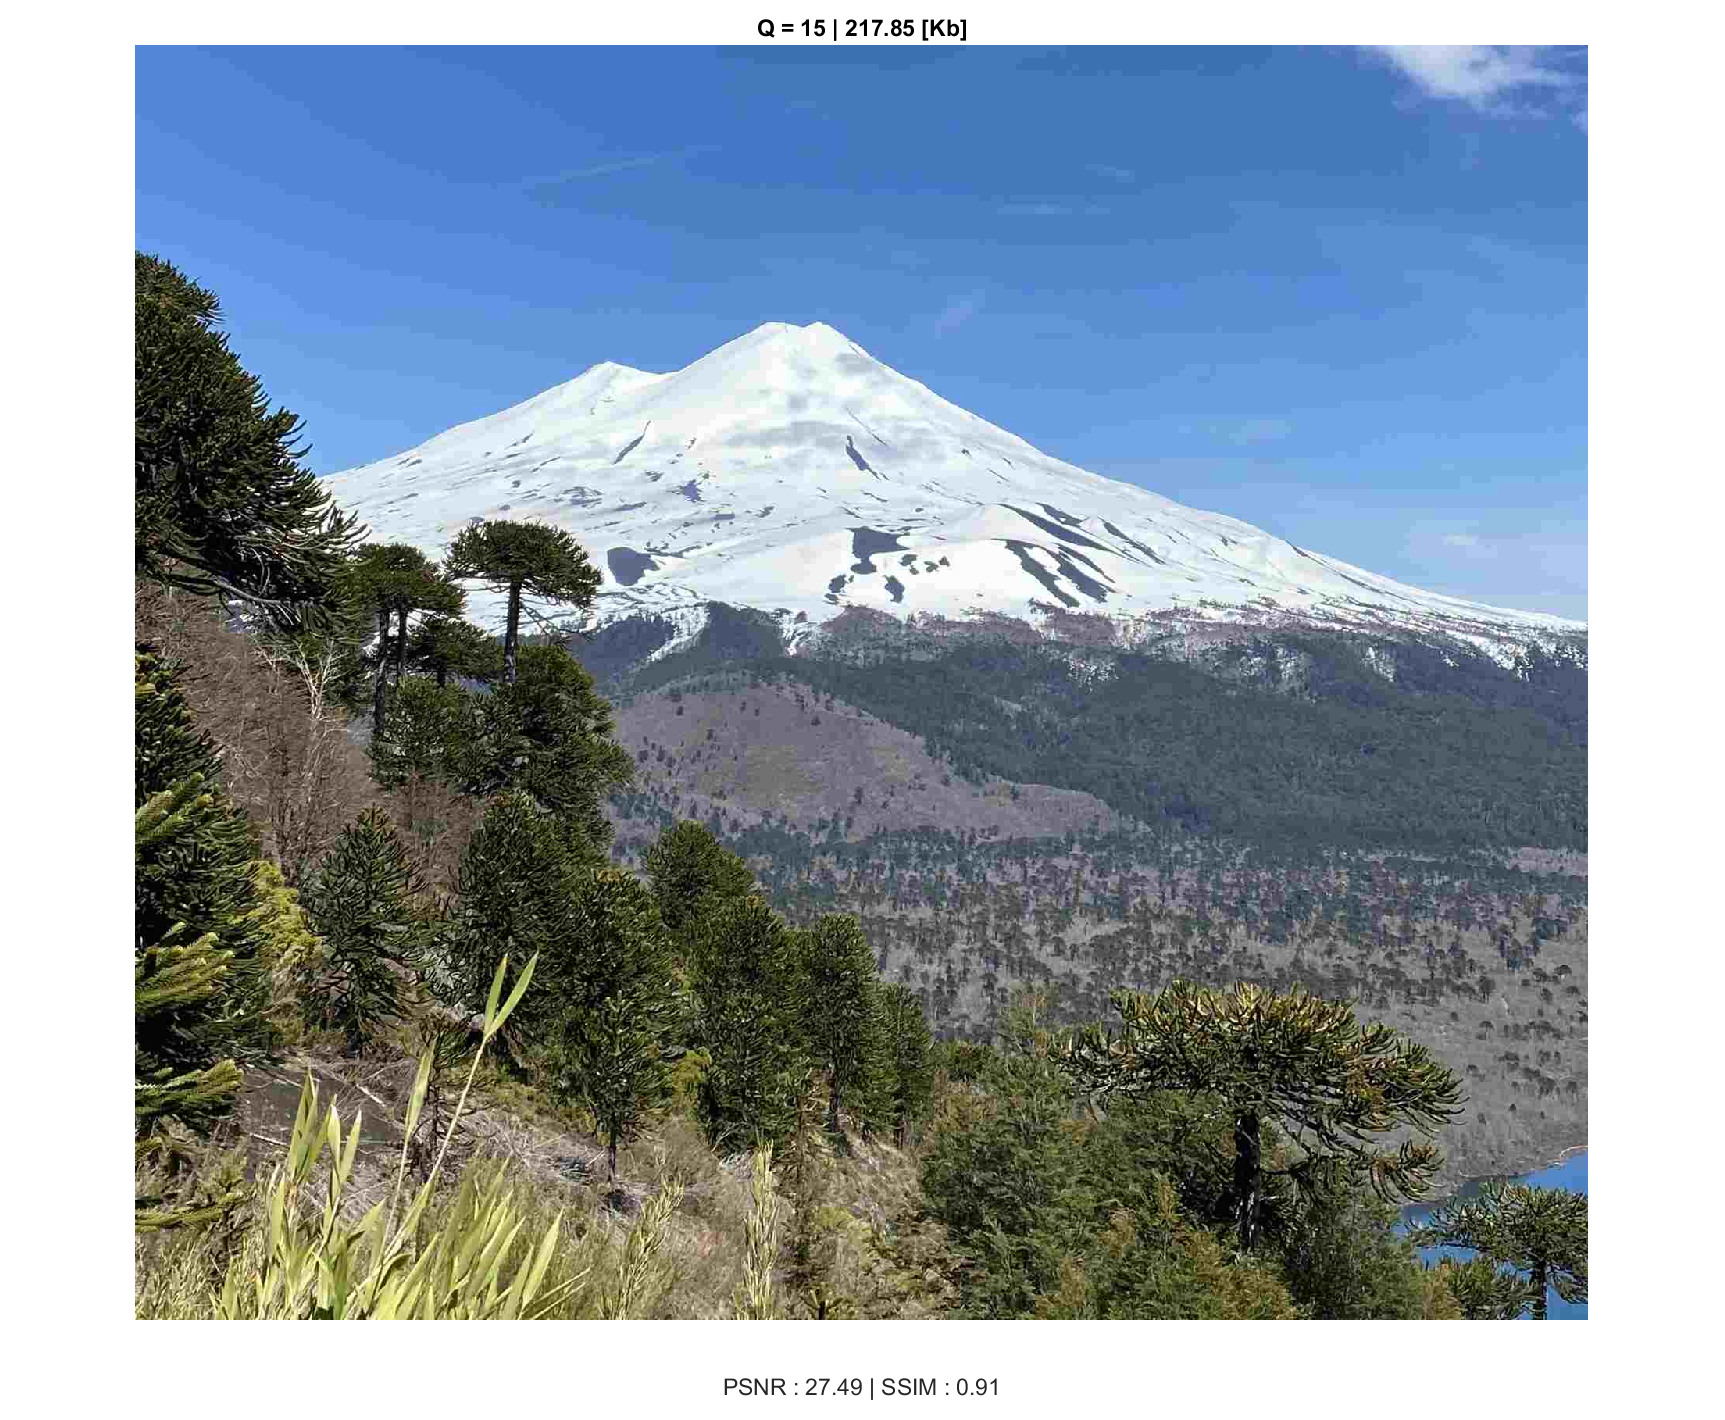 Q = 15 | 217.85 [Kb]
PSNR : 27.49 | SSIM : 0.91